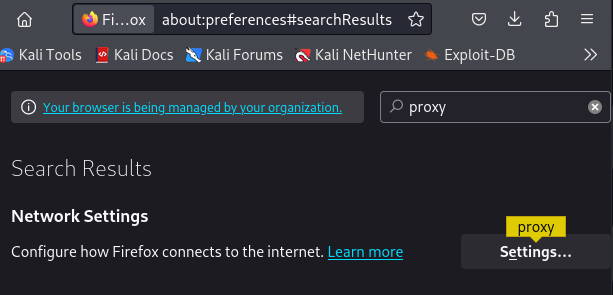 Fi...ox about:preferences#searchResults
Kali Tools Kali Docs Kali Forums Kali NetHunter Exploit-DB
Your browser is being managed by your organization. proxy
Search Results
Network Settings
proxy
Configure how Firefox connects to the internet. Learn more Settings...